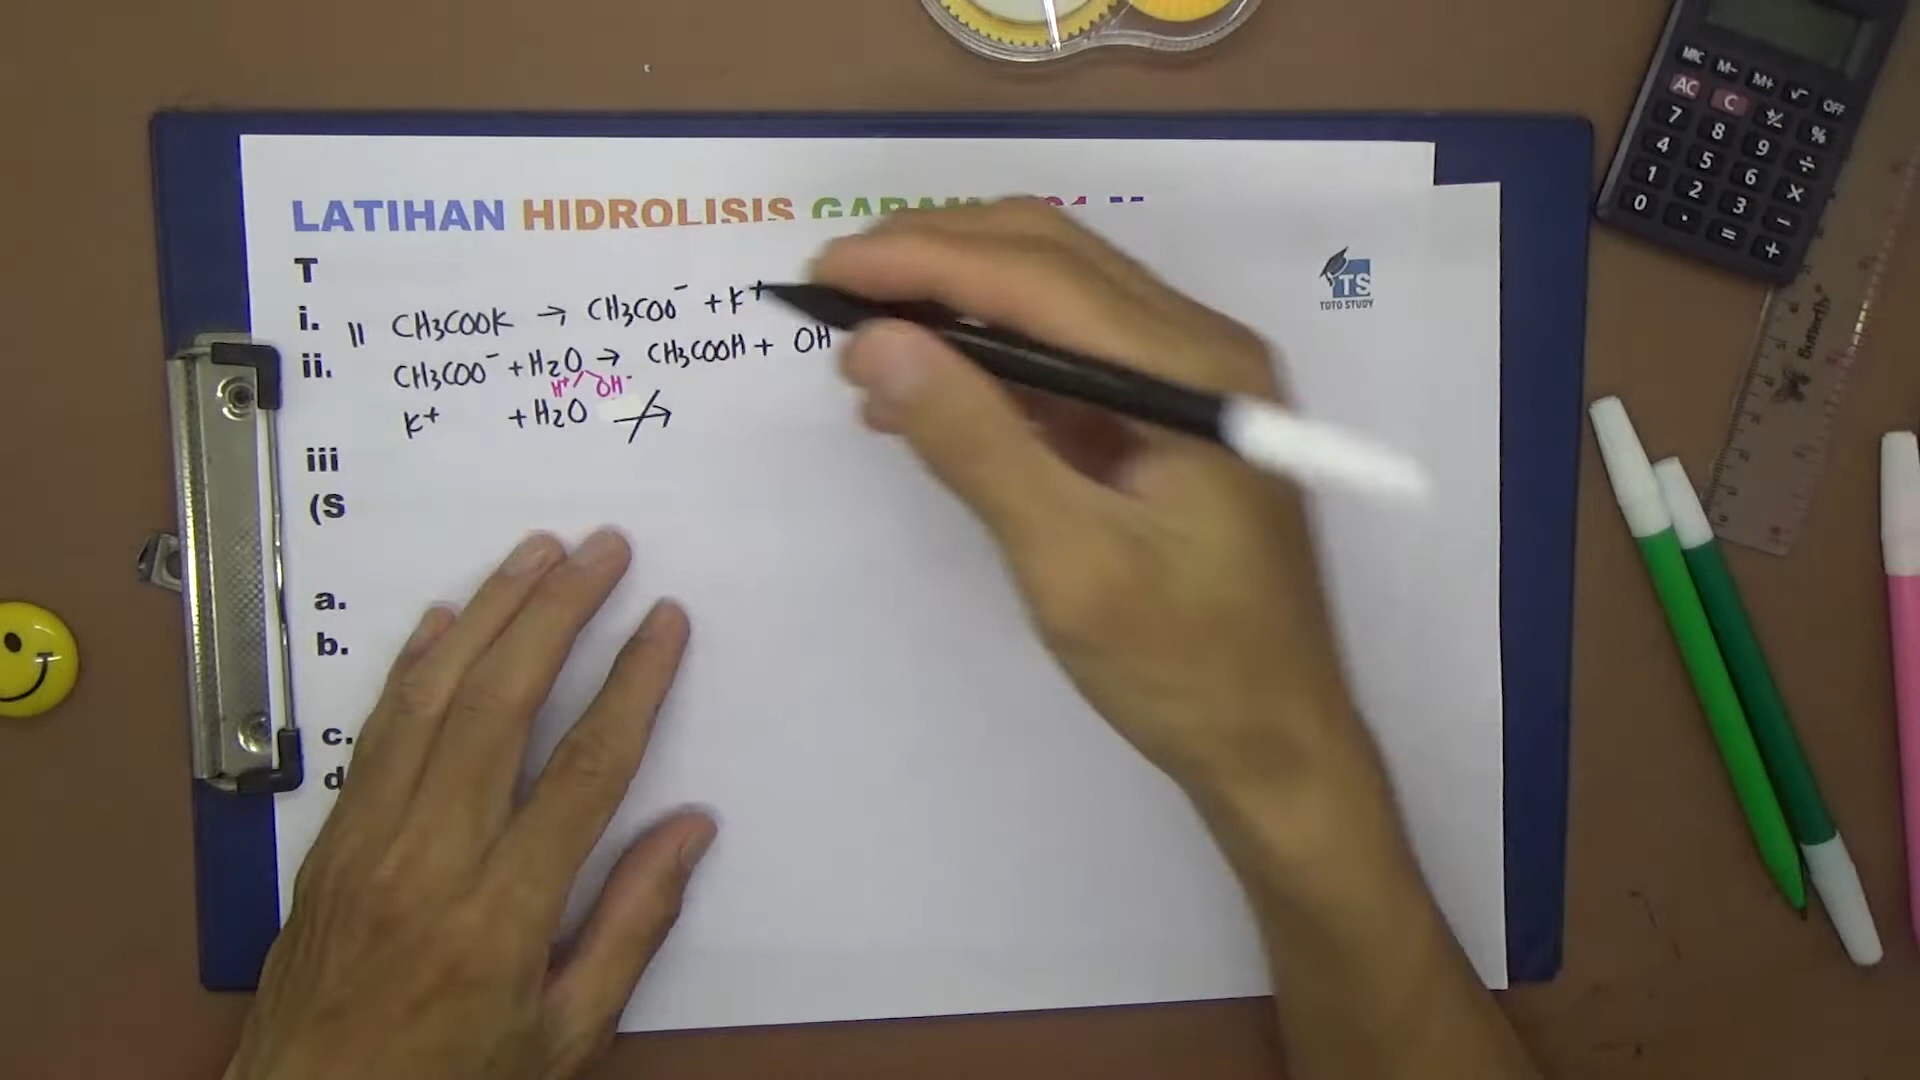 LATIHAN HIDROLISIS
T
i.
ii.
iii
(S
a.
b.
c.
d
II CH3COOK → CH3COO⁻ + K⁺
CH3COO⁻ + H2O → CH3COOH + OH
H⁺ OH⁻
K⁺ + H2O ↛
TS
TOTO STUDY
MRC M- M+ √ OFF
AC C +/- %
7 8 9 ÷
4 5 6 ×
1 2 3 −
0 . = +
Butterfly